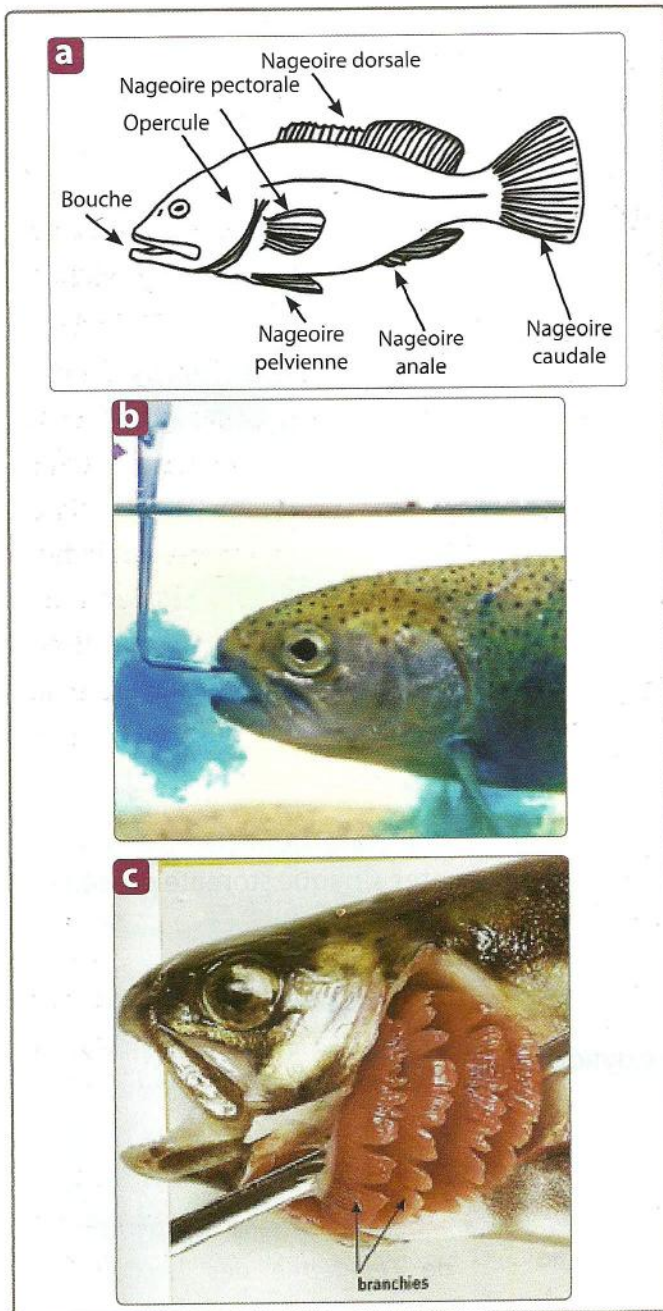 a
Nageoire dorsale
Nageoire pectorale
Opercule
Bouche
Nageoire
pelvienne
Nageoire
anale
Nageoire
caudale
b
c
branchies